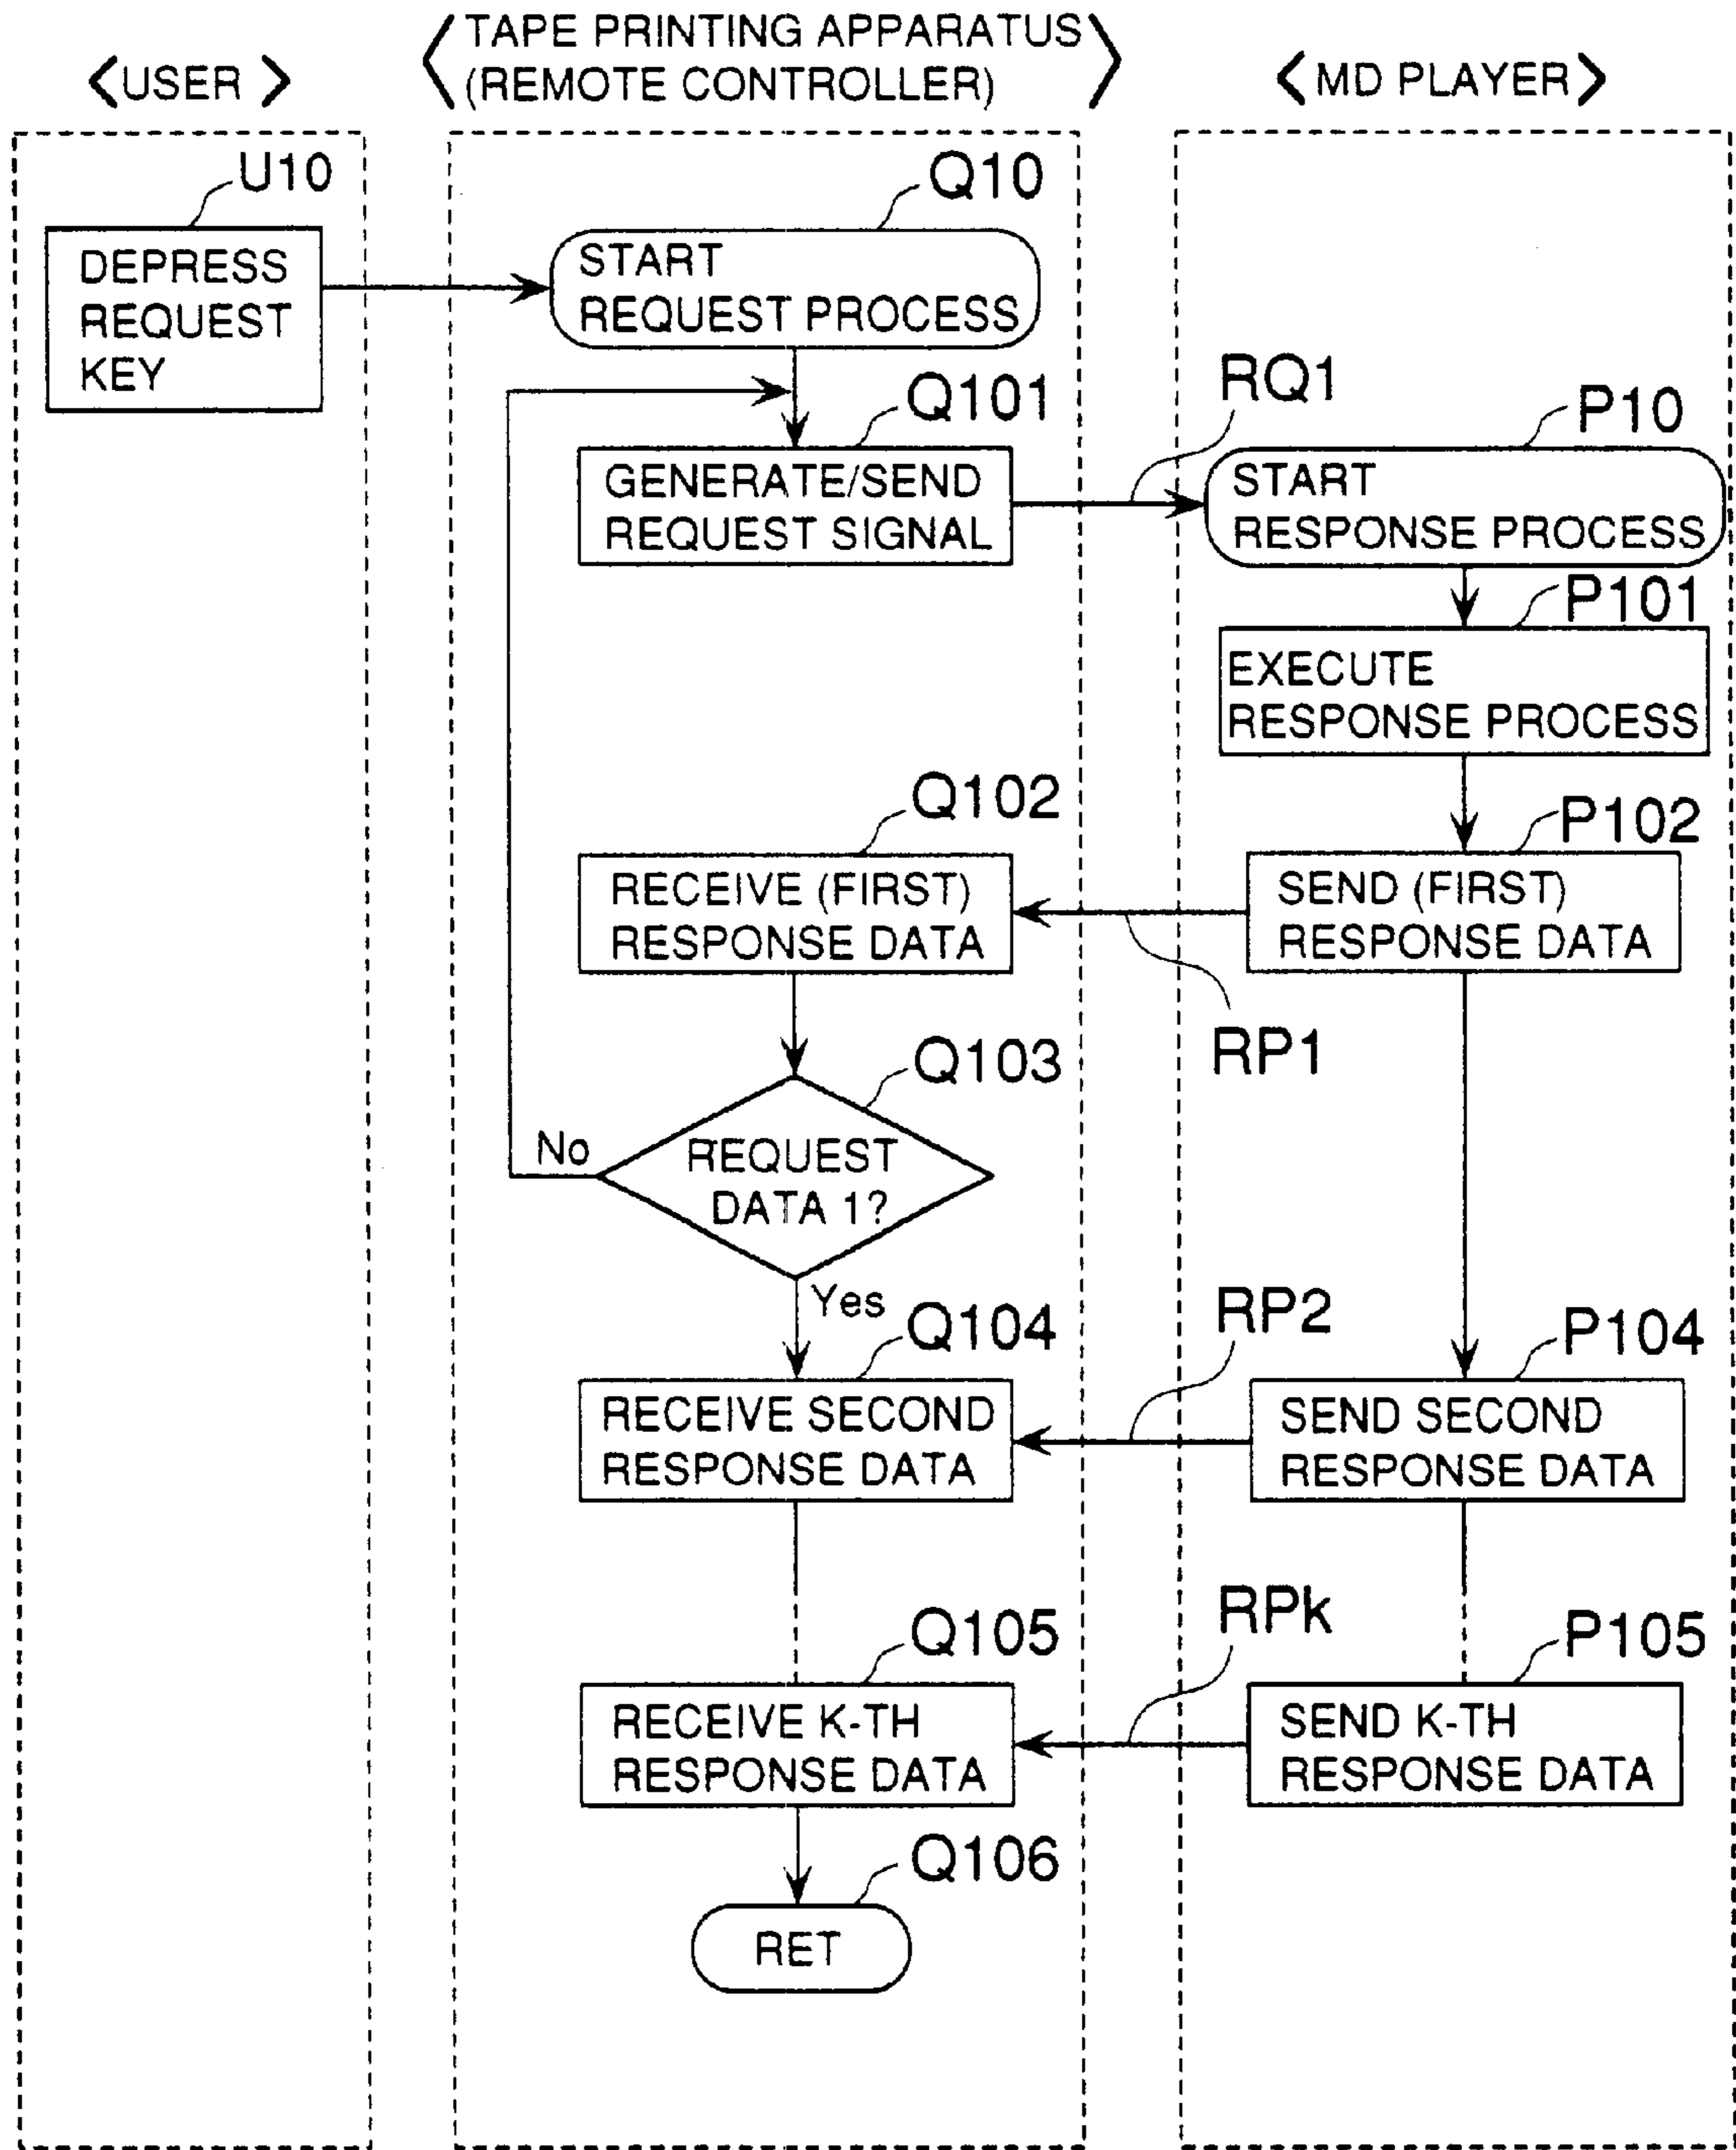 <USER>
<TAPE PRINTING APPARATUS
(REMOTE CONTROLLER)>
<MD PLAYER>
U10
DEPRESS
REQUEST
KEY
Q10
START
REQUEST PROCESS
Q101
GENERATE/SEND
REQUEST SIGNAL
RQ1
P10
START
RESPONSE PROCESS
P101
EXECUTE
RESPONSE PROCESS
Q102
RECEIVE (FIRST)
RESPONSE DATA
P102
SEND (FIRST)
RESPONSE DATA
RP1
Q103
REQUEST
DATA 1?
No
Yes
Q104
RECEIVE SECOND
RESPONSE DATA
RP2
P104
SEND SECOND
RESPONSE DATA
Q105
RECEIVE K-TH
RESPONSE DATA
RPk
P105
SEND K-TH
RESPONSE DATA
Q106
RET